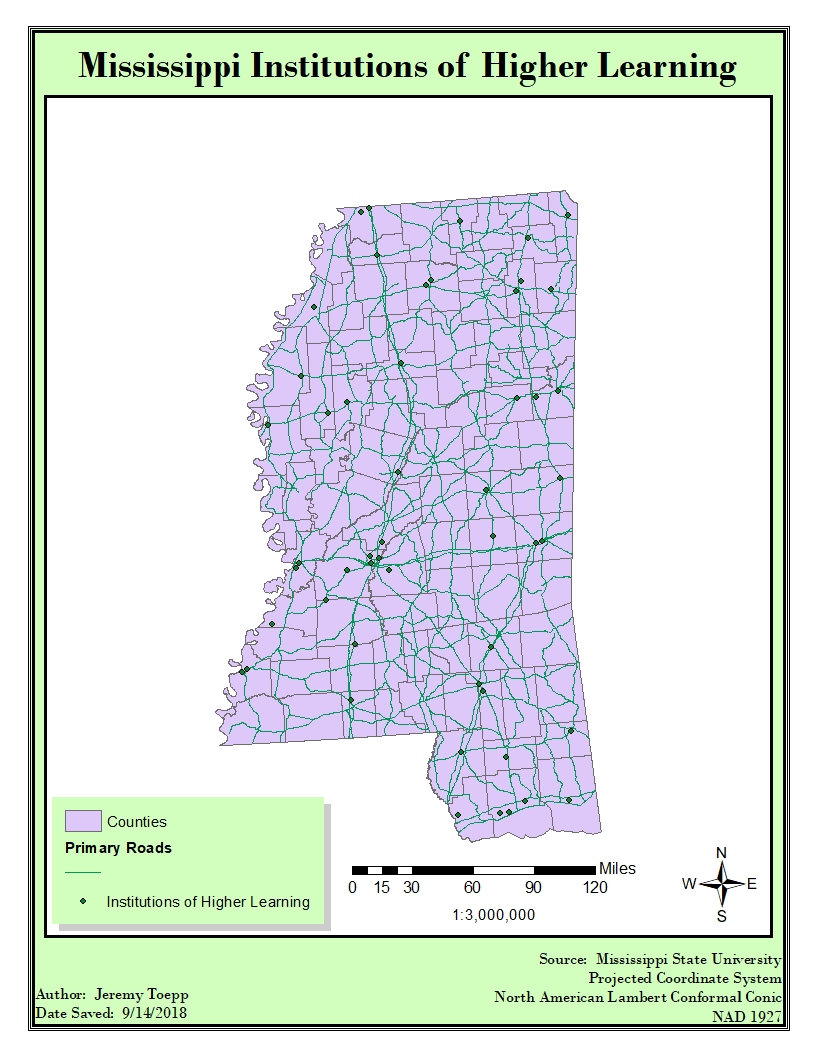 Mississippi Institutions of Higher Learning
Counties
Primary Roads
Institutions of Higher Learning
Miles
0 15 30 60 90 120
1:3,000,000
N
W E
S
Source: Mississippi State University
Projected Coordinate System
North American Lambert Conformal Conic
NAD 1927
Author: Jeremy Toepp
Date Saved: 9/14/2018